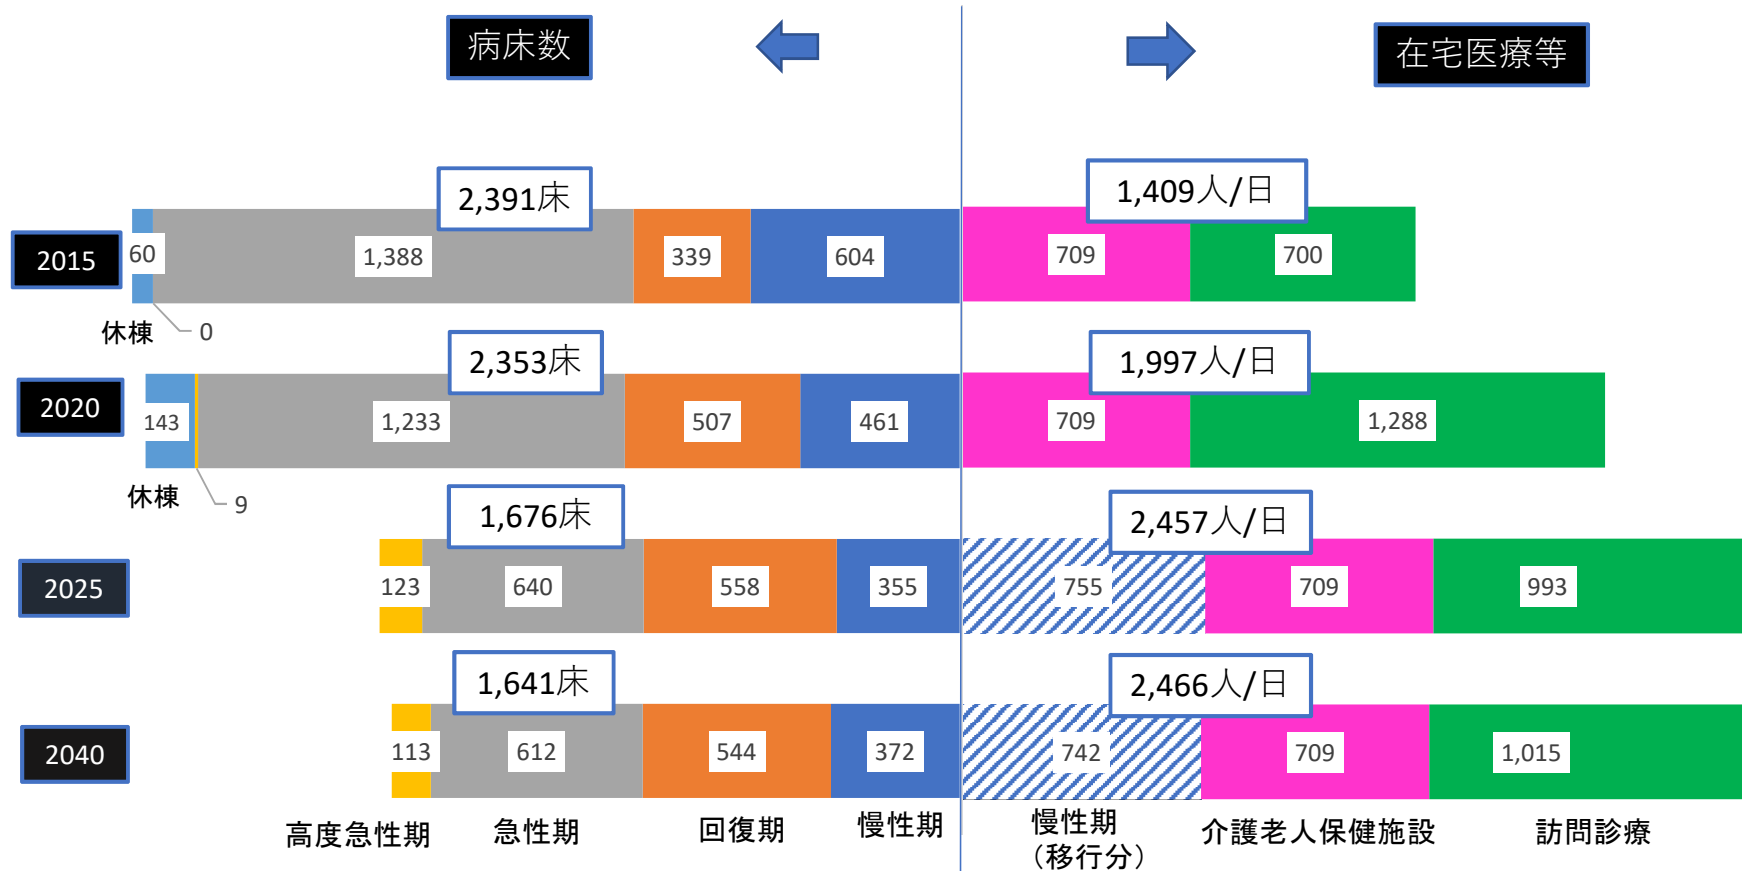 病床数
在宅医療等
2,391床
1,409人/日
2015
60
1,388
339
604
709
700
休棟
0
2,353床
1,997人/日
2020
143
1,233
507
461
709
1,288
休棟
9
1,676床
2,457人/日
2025
123
640
558
355
755
709
993
1,641床
2,466人/日
2040
113
612
544
372
742
709
1,015
高度急性期
急性期
回復期
慢性期
慢性期
（移行分）
介護老人保健施設
訪問診療